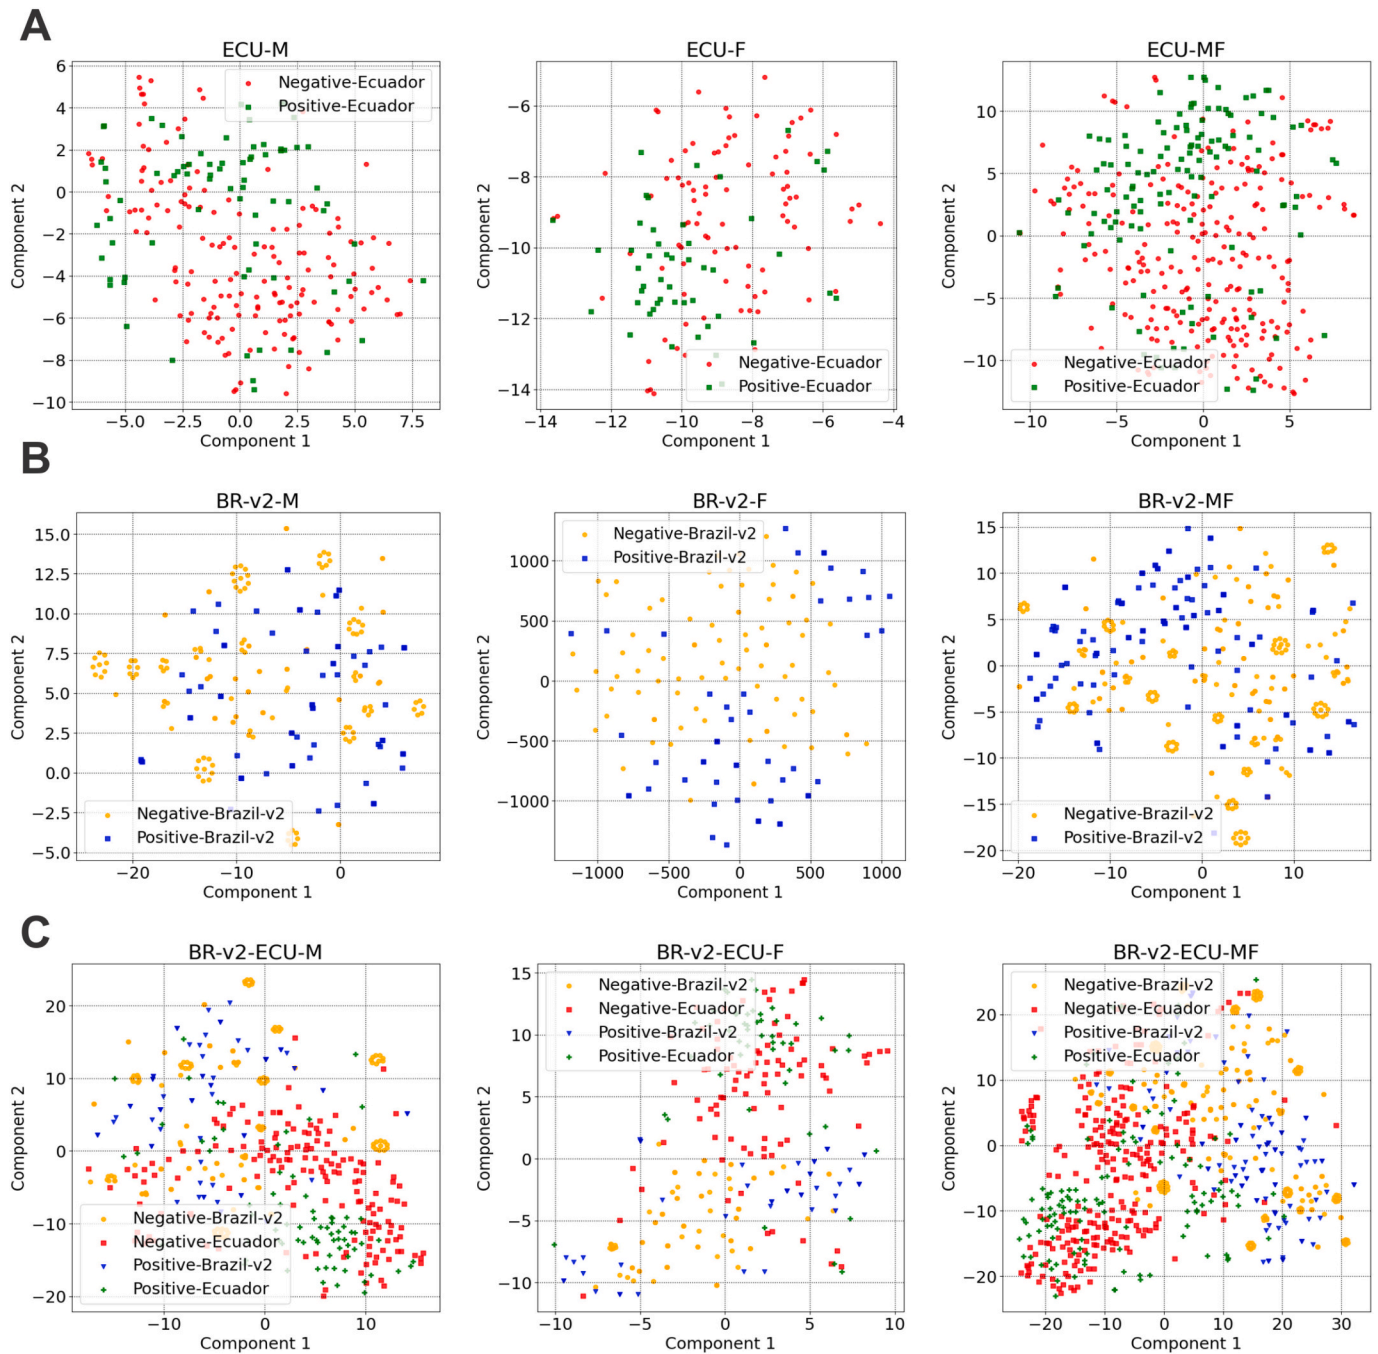 A
ECU-M
ECU-F
ECU-MF
Negative-Ecuador
Positive-Ecuador
Component 2
6
4
2
0
−2
−4
−6
−8
−10
−5.0
−2.5
0.0
2.5
5.0
7.5
Component 1
Component 2
−6
−8
−10
−12
−14
Negative-Ecuador
Positive-Ecuador
−14
−12
−10
−8
−6
−4
Component 1
Component 2
10
5
0
−5
−10
Negative-Ecuador
Positive-Ecuador
−10
−5
0
5
Component 1
B
BR-v2-M
BR-v2-F
BR-v2-MF
Component 2
15.0
12.5
10.0
7.5
5.0
2.5
0.0
−2.5
−5.0
Negative-Brazil-v2
Positive-Brazil-v2
−20
−10
0
Component 1
Negative-Brazil-v2
Positive-Brazil-v2
Component 2
1000
500
0
−500
−1000
−1000
−500
0
500
1000
Component 1
Component 2
15
10
5
0
−5
−10
−15
−20
Negative-Brazil-v2
Positive-Brazil-v2
−20
−10
0
10
Component 1
C
BR-v2-ECU-M
BR-v2-ECU-F
BR-v2-ECU-MF
Component 2
20
10
0
−10
−20
Negative-Brazil-v2
Negative-Ecuador
Positive-Brazil-v2
Positive-Ecuador
−10
0
10
Component 1
Negative-Brazil-v2
Negative-Ecuador
Positive-Brazil-v2
Positive-Ecuador
Component 2
15
10
5
0
−5
−10
−10
−5
0
5
10
Component 1
Negative-Brazil-v2
Negative-Ecuador
Positive-Brazil-v2
Positive-Ecuador
Component 2
20
10
0
−10
−20
−20
−10
0
10
20
30
Component 1